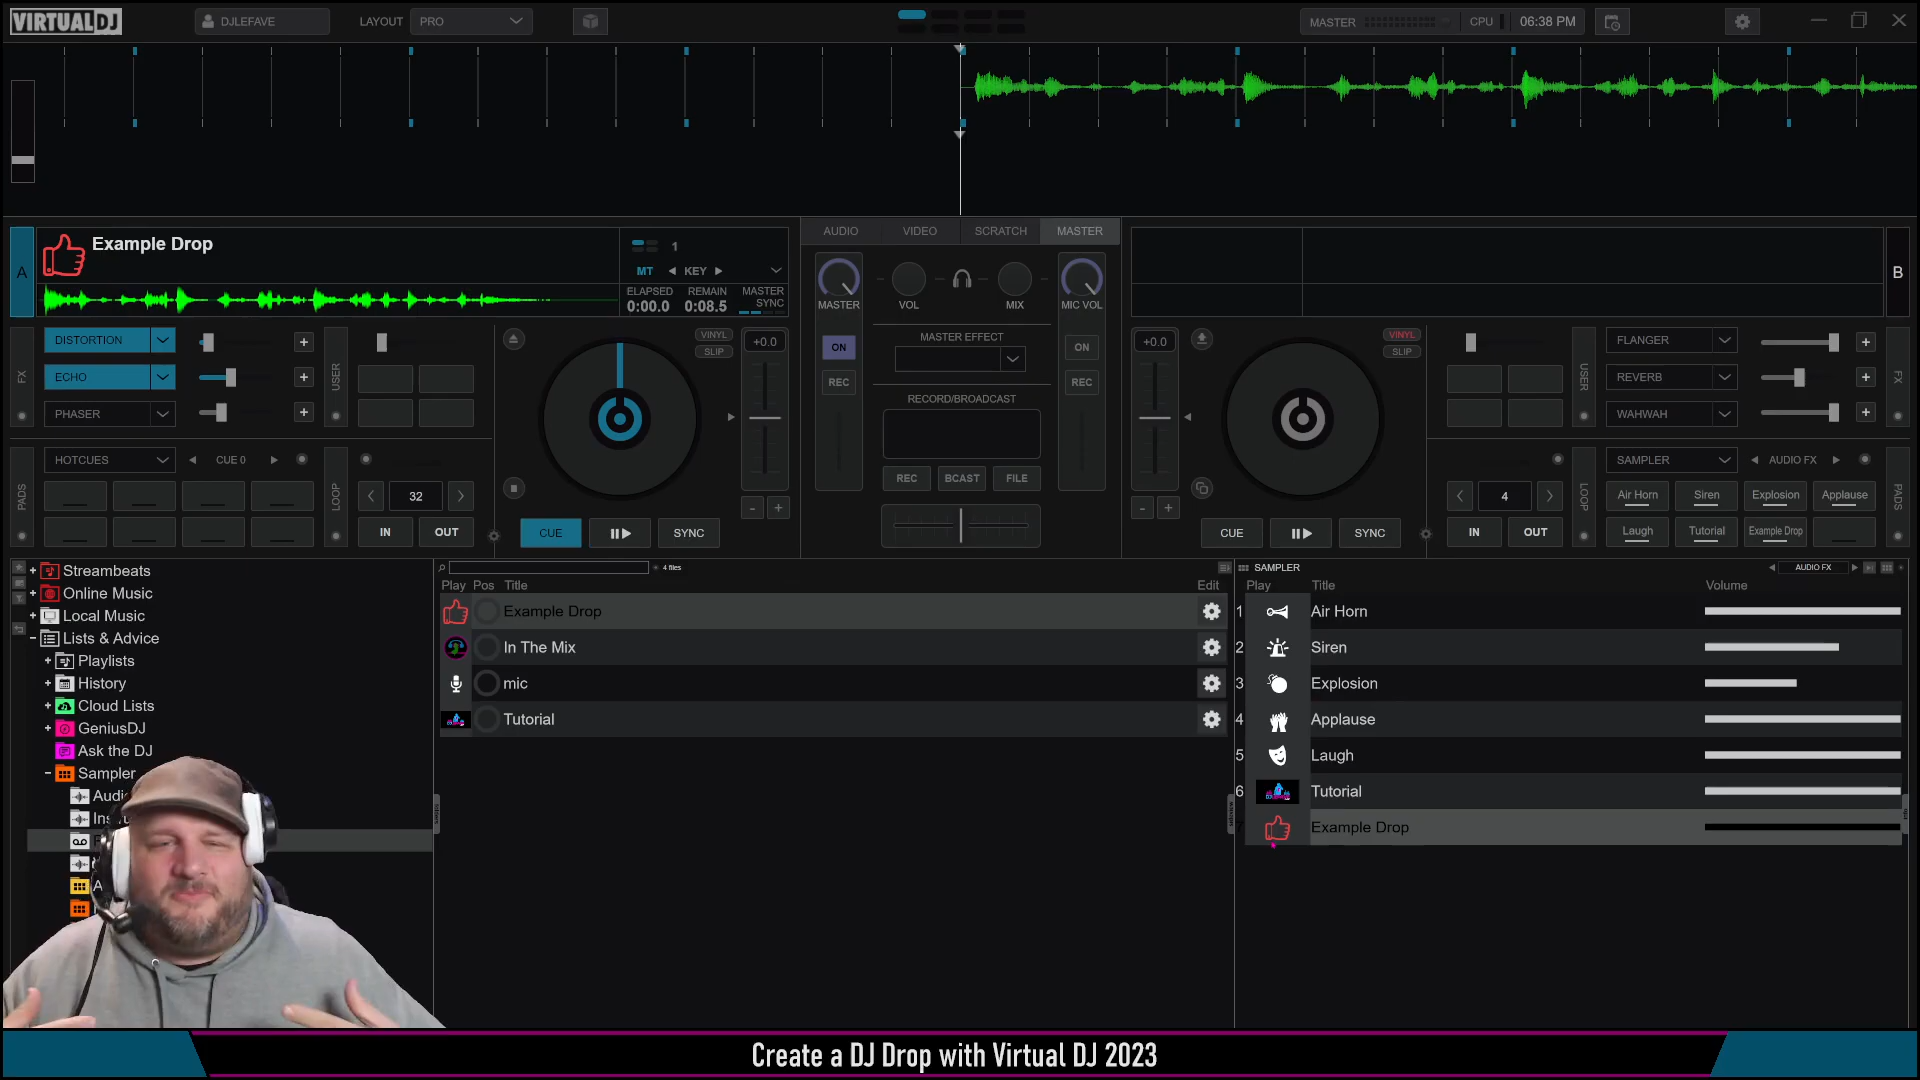 VIRTUALDJ
DJLEFAVE
LAYOUT
PRO
MASTER
CPU
06:38 PM
A
Example Drop
1
MT
KEY
ELAPSED
REMAIN
0:00.0
0:08.5
MASTER
SYNC
AUDIO
VIDEO
SCRATCH
MASTER
MASTER
VOL
MIX
MIC VOL
ON
REC
MASTER EFFECT
ON
REC
RECORD/BROADCAST
REC
BCAST
FILE
B
FX
DISTORTION
ECHO
PHASER
USER
VINYL
SLIP
+0.0
+0.0
VINYL
SLIP
USER
FLANGER
REVERB
WAHWAH
FX
PADS
HOTCUES
CUE 0
LOOP
32
IN
OUT
CUE
SYNC
-
+
-
+
CUE
SYNC
4
IN
OUT
LOOP
SAMPLER
AUDIO FX
Air Horn
Siren
Explosion
Applause
Laugh
Tutorial
Example Drop
PADS
Streambeats
Online Music
Local Music
Lists & Advice
Playlists
History
Cloud Lists
GeniusDJ
Ask the DJ
Sampler
4 files
Play
Pos
Title
Edit
Example Drop
In The Mix
mic
Tutorial
SAMPLER
AUDIO FX
Play
Title
Volume
1
Air Horn
2
Siren
3
Explosion
4
Applause
5
Laugh
6
Tutorial
7
Example Drop
Create a DJ Drop with Virtual DJ 2023